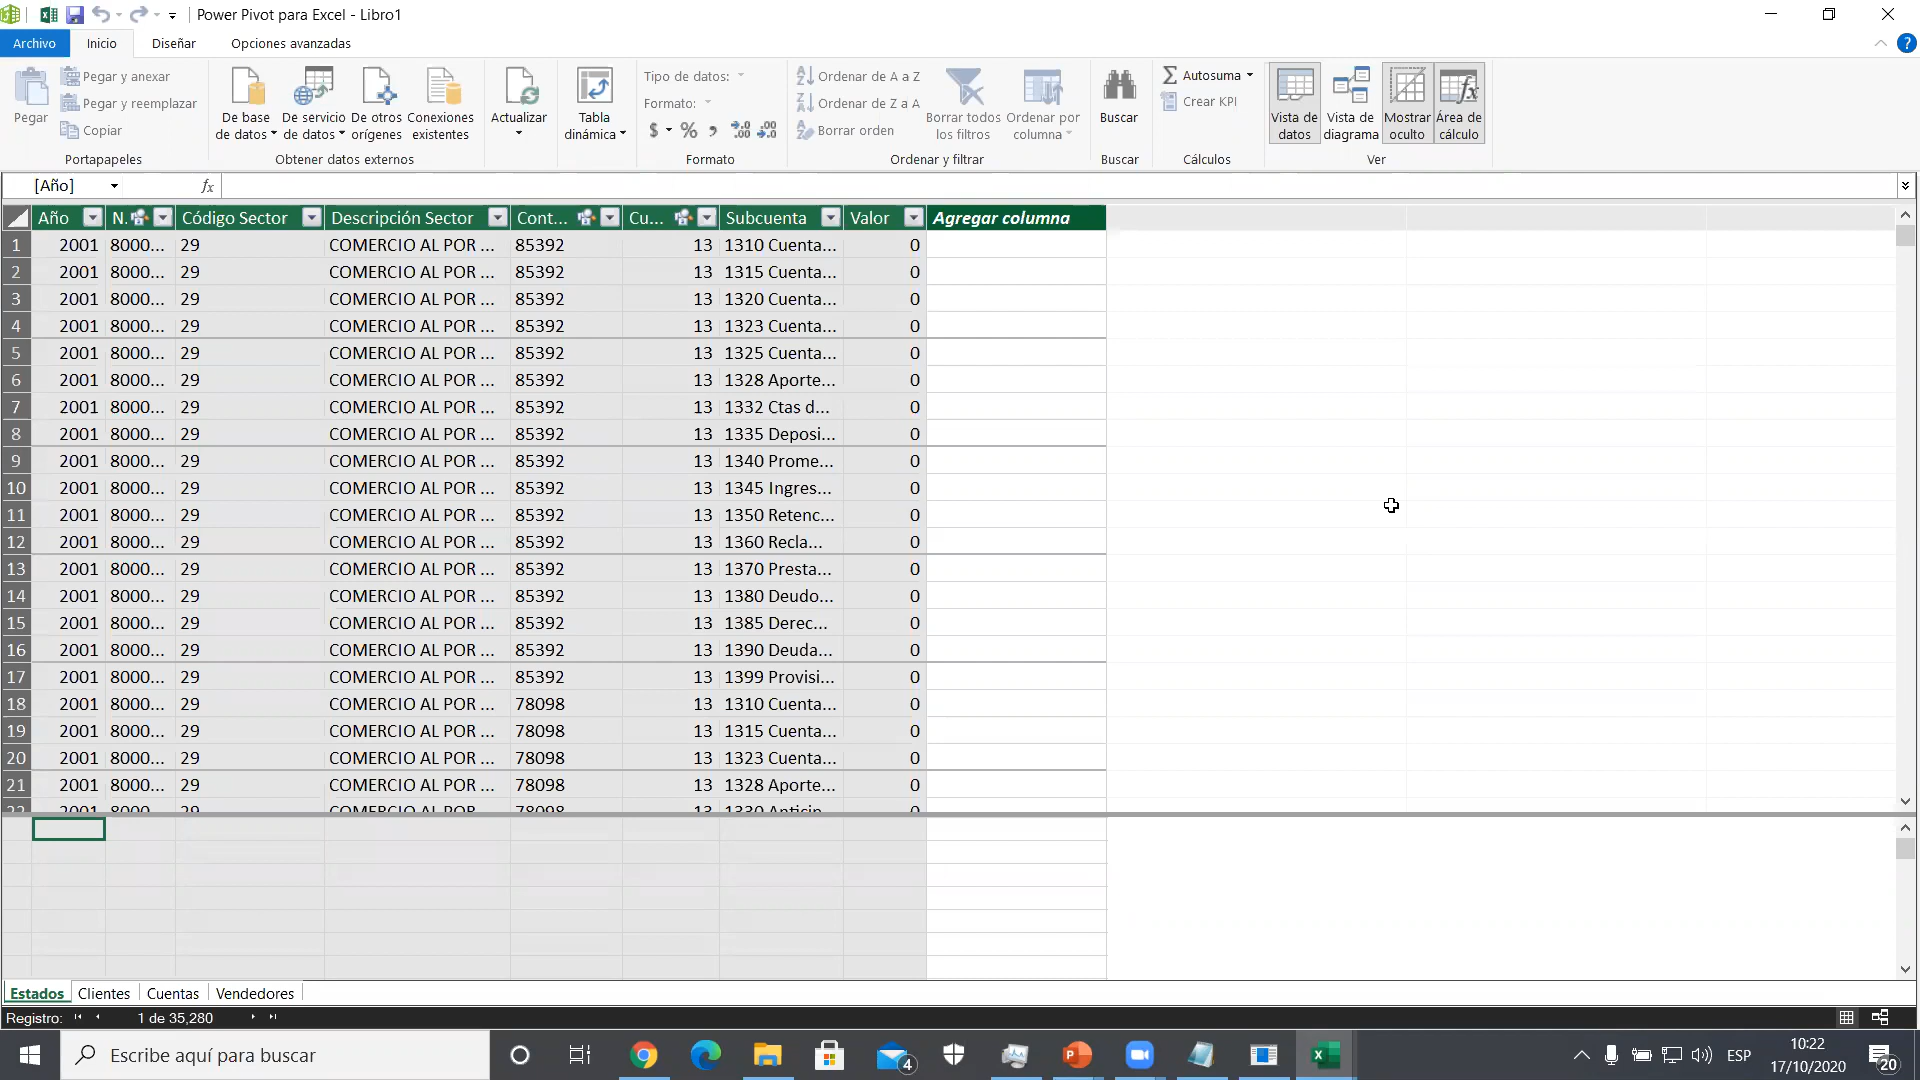 Power Pivot para Excel - Libro1
Archivo Inicio Diseñar Opciones avanzadas
Pegar
Pegar y anexar
Pegar y reemplazar
Copiar
Portapapeles
De base de datos
De servicio de datos
De otros orígenes
Conexiones existentes
Obtener datos externos
Actualizar
Tabla dinámica
Tipo de datos:
Formato:
$ % , .00 .00
Formato
Ordenar de A a Z
Ordenar de Z a A
Borrar orden
Borrar todos los filtros
Ordenar por columna
Ordenar y filtrar
Buscar
Buscar
Autosuma
Crear KPI
Cálculos
Vista de datos
Vista de diagrama
Mostrar oculto
Área de cálculo
Ver
[Año] fx
Año N. Código Sector Descripción Sector Cont... Cu... Subcuenta Valor Agregar columna
1 2001 8000... 29 COMERCIO AL POR ... 85392 13 1310 Cuenta... 0
2 2001 8000... 29 COMERCIO AL POR ... 85392 13 1315 Cuenta... 0
3 2001 8000... 29 COMERCIO AL POR ... 85392 13 1320 Cuenta... 0
4 2001 8000... 29 COMERCIO AL POR ... 85392 13 1323 Cuenta... 0
5 2001 8000... 29 COMERCIO AL POR ... 85392 13 1325 Cuenta... 0
6 2001 8000... 29 COMERCIO AL POR ... 85392 13 1328 Aporte... 0
7 2001 8000... 29 COMERCIO AL POR ... 85392 13 1332 Ctas d... 0
8 2001 8000... 29 COMERCIO AL POR ... 85392 13 1335 Deposi... 0
9 2001 8000... 29 COMERCIO AL POR ... 85392 13 1340 Prome... 0
10 2001 8000... 29 COMERCIO AL POR ... 85392 13 1345 Ingres... 0
11 2001 8000... 29 COMERCIO AL POR ... 85392 13 1350 Retenc... 0
12 2001 8000... 29 COMERCIO AL POR ... 85392 13 1360 Recla... 0
13 2001 8000... 29 COMERCIO AL POR ... 85392 13 1370 Presta... 0
14 2001 8000... 29 COMERCIO AL POR ... 85392 13 1380 Deudo... 0
15 2001 8000... 29 COMERCIO AL POR ... 85392 13 1385 Derec... 0
16 2001 8000... 29 COMERCIO AL POR ... 85392 13 1390 Deuda... 0
17 2001 8000... 29 COMERCIO AL POR ... 85392 13 1399 Provisi... 0
18 2001 8000... 29 COMERCIO AL POR ... 78098 13 1310 Cuenta... 0
19 2001 8000... 29 COMERCIO AL POR ... 78098 13 1315 Cuenta... 0
20 2001 8000... 29 COMERCIO AL POR ... 78098 13 1323 Cuenta... 0
21 2001 8000... 29 COMERCIO AL POR ... 78098 13 1328 Aporte... 0
22 2001 8000... 29 COMERCIO AL POR ... 78098 13 1330 Anticip... 0
Estados Clientes Cuentas Vendedores
Registro: 1 de 35,280
Escribe aquí para buscar
4
ESP
10:22
17/10/2020
20